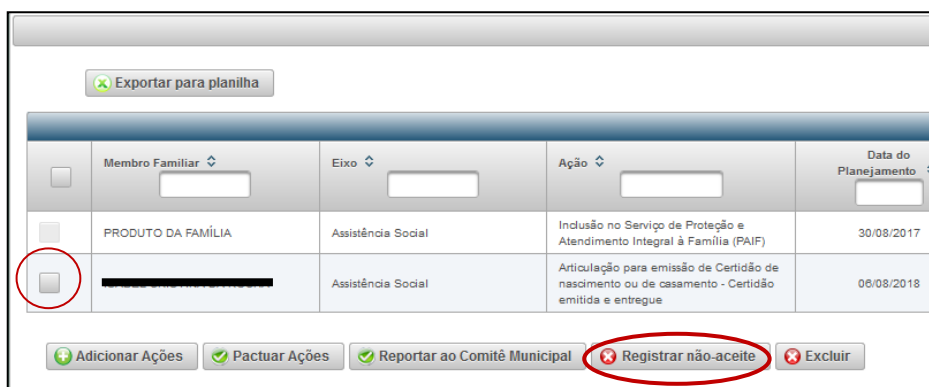 Exportar para planilha
Membro Familiar Eixo Ação Data do
Planejamento
PRODUTO DA FAMÍLIA Assistência Social Inclusão no Serviço de Proteção e
Atendimento Integral à Família (PAIF) 30/08/2017
Assistência Social Articulação para emissão de Certidão de
nascimento ou de casamento - Certidão
emitida e entregue 06/08/2018
Adicionar Ações Pactuar Ações Reportar ao Comitê Municipal Registrar não-aceite Excluir